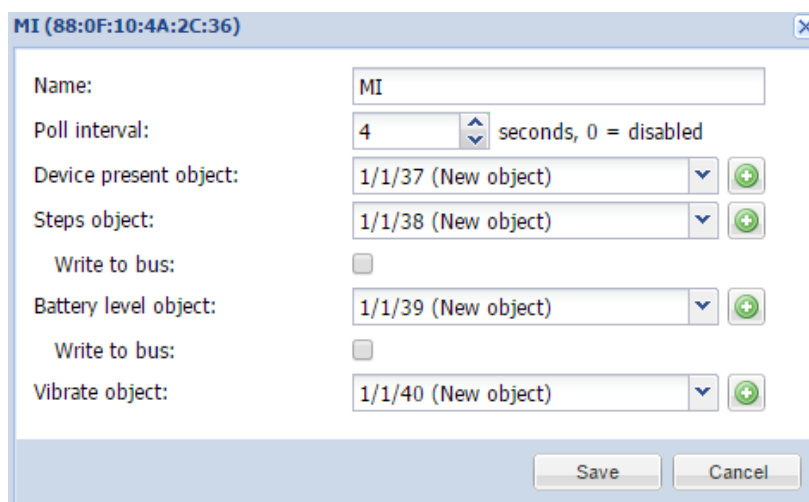 MI (88:0F:10:4A:2C:36)
Name: MI
Poll interval: 4 seconds, 0 = disabled
Device present object: 1/1/37 (New object)
Steps object: 1/1/38 (New object)
Write to bus:
Battery level object: 1/1/39 (New object)
Write to bus:
Vibrate object: 1/1/40 (New object)
Save Cancel